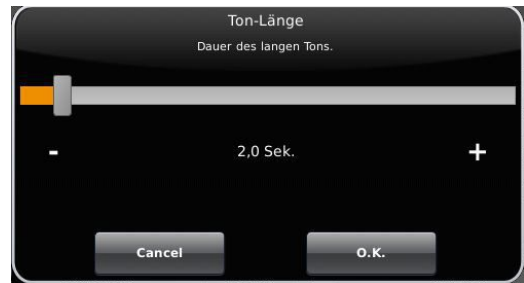 Ton-Länge
Dauer des langen Tons.
- 2,0 Sek. +
Cancel O.K.